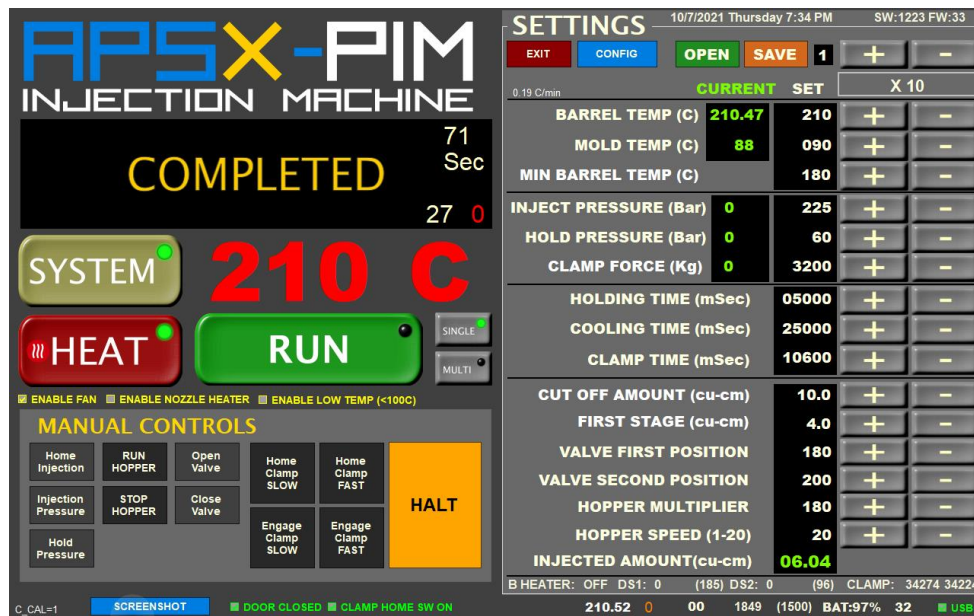 APSX-PIM
INJECTION MACHINE
COMPLETED
71
Sec
27 0
SYSTEM
210 C
HEAT
RUN
SINGLE
MULTI
ENABLE FAN ENABLE NOZZLE HEATER ENABLE LOW TEMP (<100C)
MANUAL CONTROLS
Home Injection
RUN HOPPER
Open Valve
Home Clamp SLOW
Home Clamp FAST
HALT
Injection Pressure
STOP HOPPER
Close Valve
Engage Clamp SLOW
Engage Clamp FAST
Hold Pressure
C_CAL=1
SCREENSHOT
DOOR CLOSED
CLAMP HOME SW ON
SETTINGS
10/7/2021 Thursday 7:34 PM
SW:1223 FW:33
EXIT CONFIG OPEN SAVE 1 + -
0.19 C/min CURRENT SET X 10
BARREL TEMP (C) 210.47 210 + -
MOLD TEMP (C) 88 090 + -
MIN BARREL TEMP (C) 180 + -
INJECT PRESSURE (Bar) 0 225 + -
HOLD PRESSURE (Bar) 0 60 + -
CLAMP FORCE (Kg) 0 3200 + -
HOLDING TIME (mSec) 05000 + -
COOLING TIME (mSec) 25000 + -
CLAMP TIME (mSec) 10600 + -
CUT OFF AMOUNT (cu-cm) 10.0 + -
FIRST STAGE (cu-cm) 4.0 + -
VALVE FIRST POSITION 180 + -
VALVE SECOND POSITION 200 + -
HOPPER MULTIPLIER 180 + -
HOPPER SPEED (1-20) 20 + -
INJECTED AMOUNT(cu-cm) 06.04
B HEATER: OFF DS1: 0 (185) DS2: 0 (96) CLAMP: 34274 34224
210.52 0 00 1849 (1500) BAT:97% 32 USB